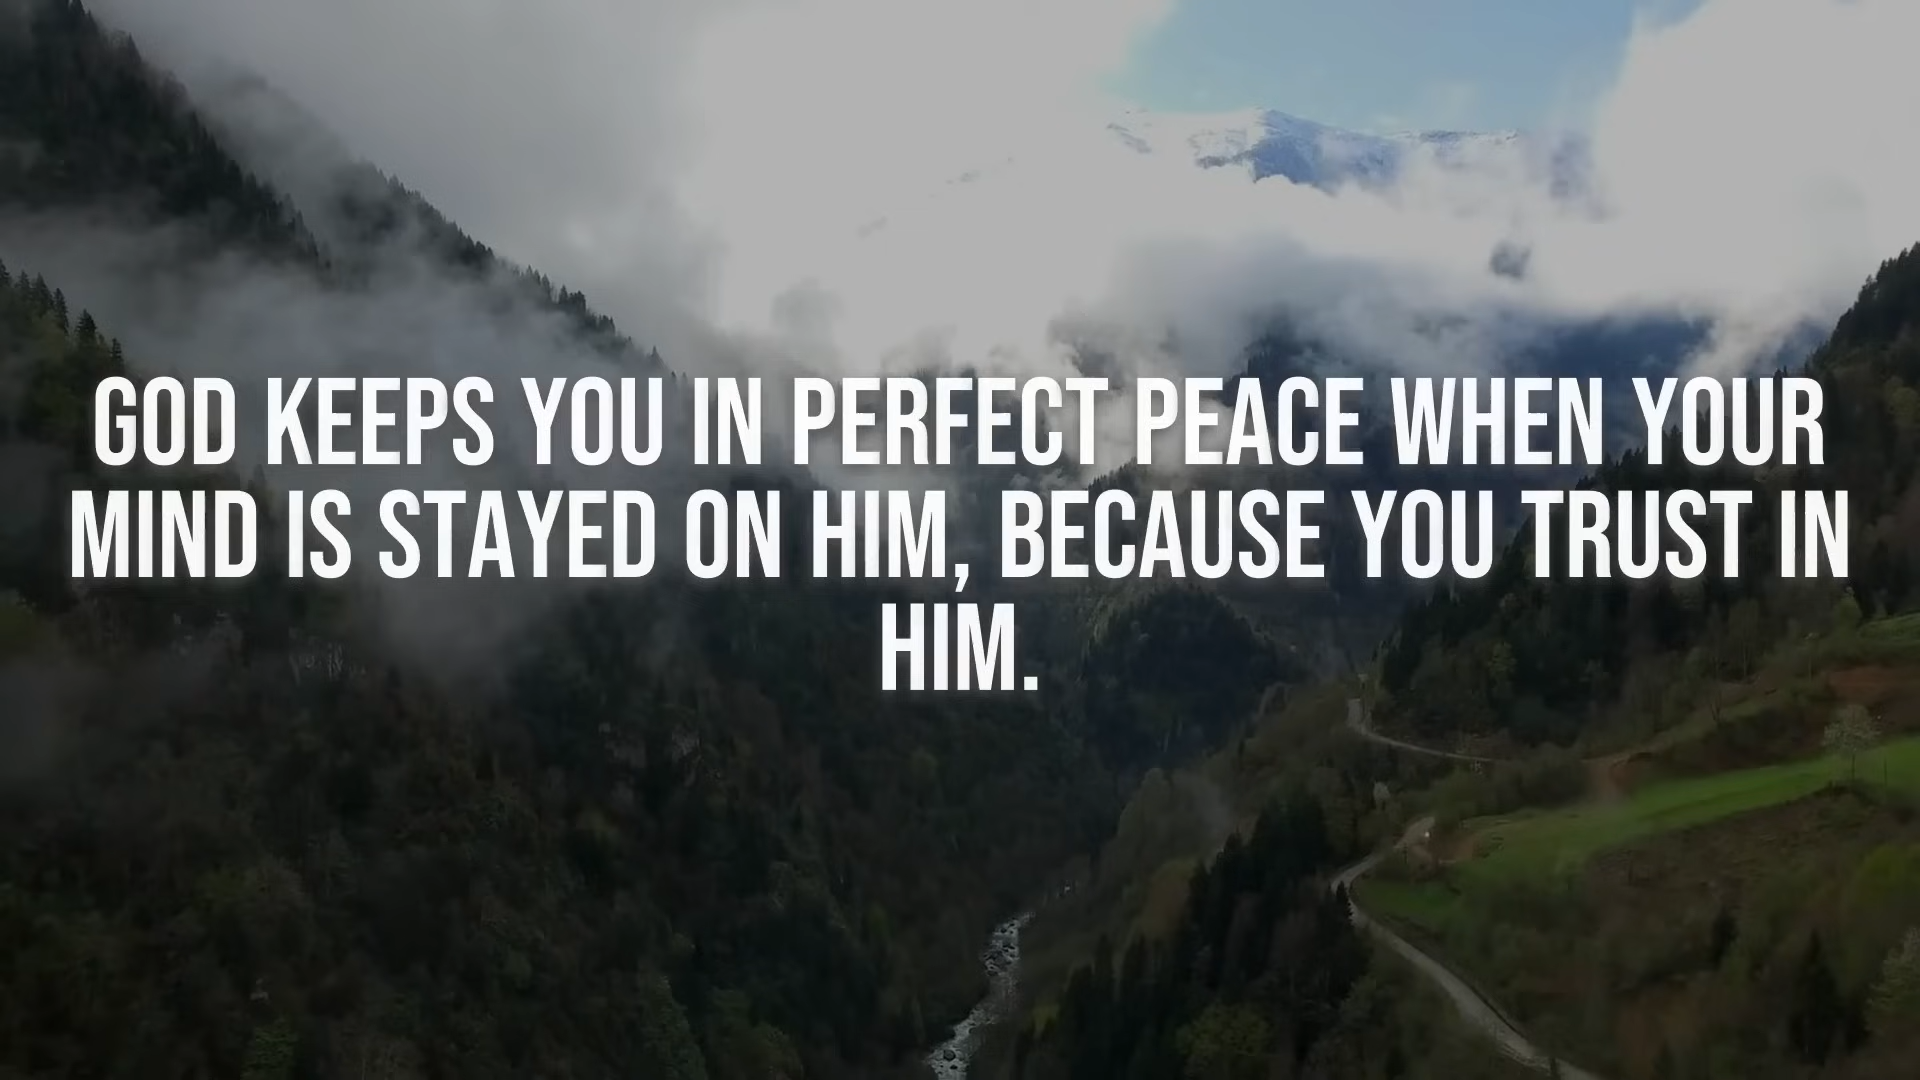 GOD KEEPS YOU IN PERFECT PEACE WHEN YOUR
MIND IS STAYED ON HIM, BECAUSE YOU TRUST IN
HIM.